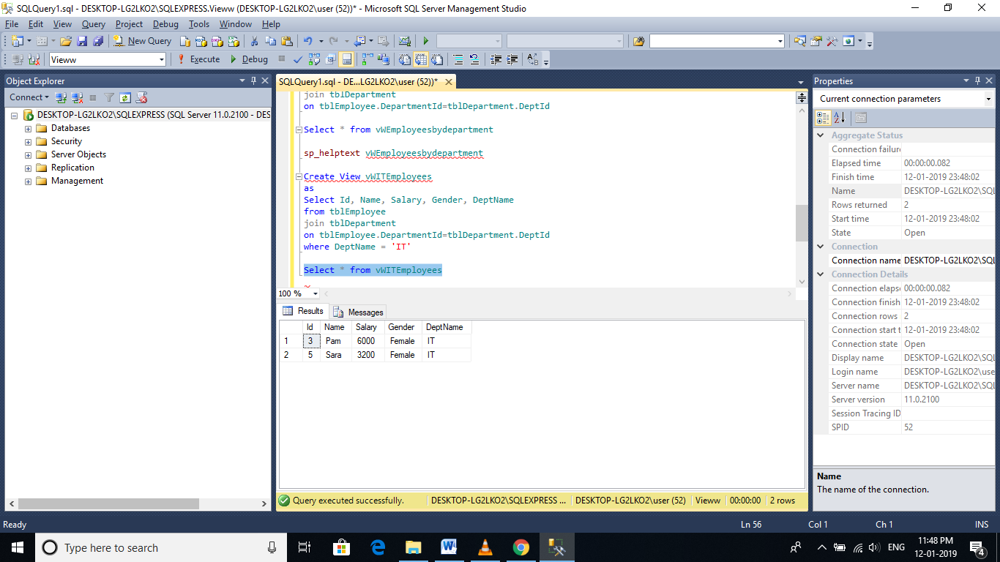 SQLQuery1.sql - DESKTOP-LG2LKO2\SQLEXPRESS.Vieww (DESKTOP-LG2LKO2\user (52))* - Microsoft SQL Server Management Studio
File Edit View Query Project Debug Tools Window Help
New Query
Vieww Execute Debug
Object Explorer
Connect
DESKTOP-LG2LKO2\SQLEXPRESS (SQL Server 11.0.2100 - DES
Databases
Security
Server Objects
Replication
Management
SQLQuery1.sql - DE...LG2LKO2\user (52))*
join tblDepartment
on tblEmployee.DepartmentId=tblDepartment.DeptId
Select * from vWEmployeesbydepartment
sp_helptext vWEmployeesbydepartment
Create View vWITEmployees
as
Select Id, Name, Salary, Gender, DeptName
from tblEmployee
join tblDepartment
on tblEmployee.DepartmentId=tblDepartment.DeptId
where DeptName = 'IT'
Select * from vWITEmployees
100 %
Results Messages
Id Name Salary Gender DeptName
1 3 Pam 6000 Female IT
2 5 Sara 3200 Female IT
Query executed successfully. DESKTOP-LG2LKO2\SQLEXPRESS ... DESKTOP-LG2LKO2\user (52) Vieww 00:00:00 2 rows
Properties
Current connection parameters
Aggregate Status
Connection failure
Elapsed time 00:00:00.082
Finish time 12-01-2019 23:48:02
Name DESKTOP-LG2LKO2\SQL
Rows returned 2
Start time 12-01-2019 23:48:02
State Open
Connection
Connection name DESKTOP-LG2LKO2\SQL
Connection Details
Connection elaps 00:00:00.082
Connection finish 12-01-2019 23:48:02
Connection rows 2
Connection start t 12-01-2019 23:48:02
Connection state Open
Display name DESKTOP-LG2LKO2\SQL
Login name DESKTOP-LG2LKO2\use
Server name DESKTOP-LG2LKO2\SQL
Server version 11.0.2100
Session Tracing ID
SPID 52
Name
The name of the connection.
Ready Ln 56 Col 1 Ch 1 INS
Type here to search
ENG
11:48 PM
12-01-2019
4